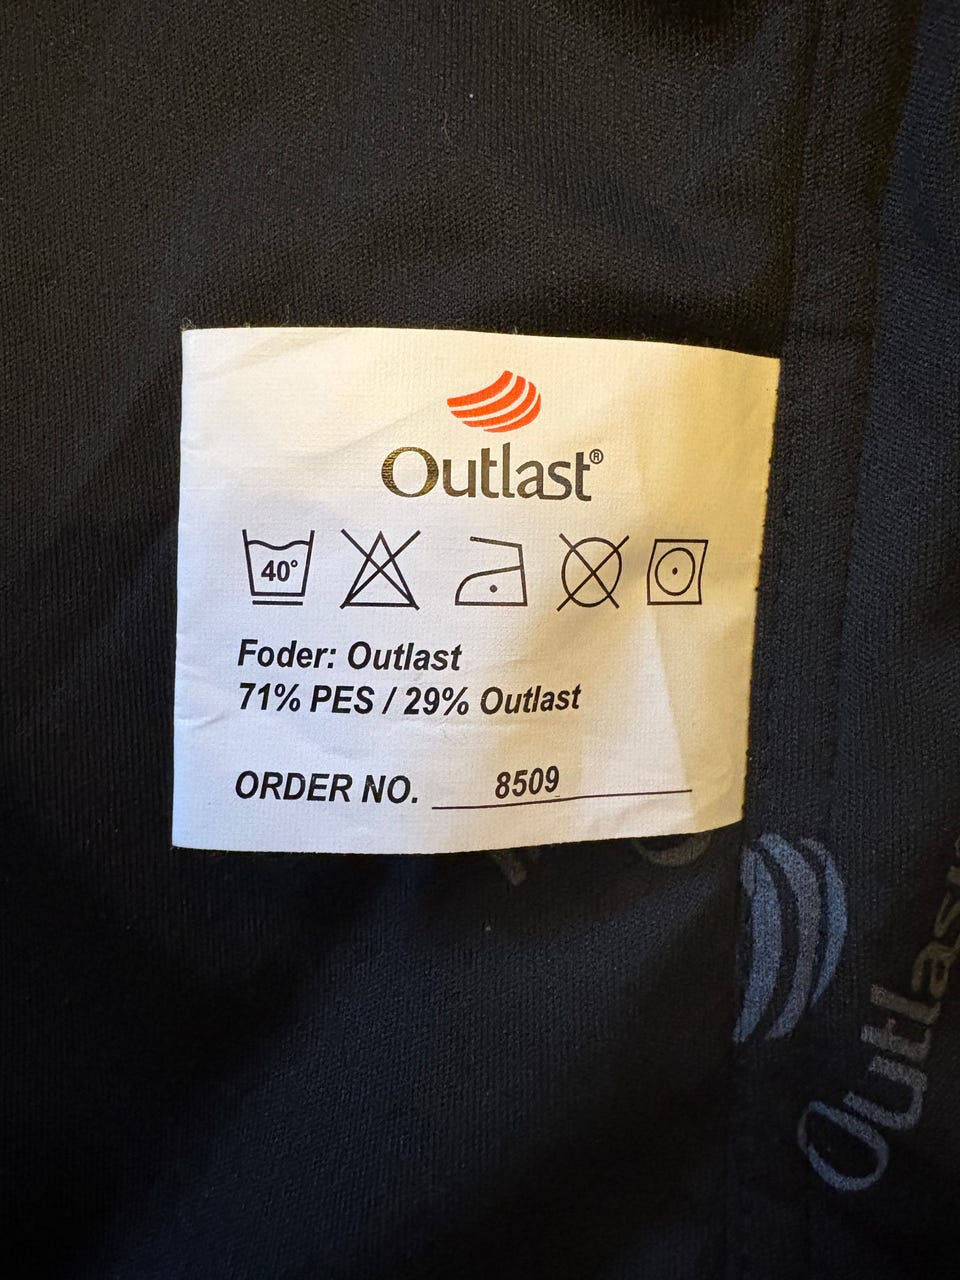 Outlast®
40°
Foder: Outlast
71% PES / 29% Outlast
ORDER NO. 8509
Outlast